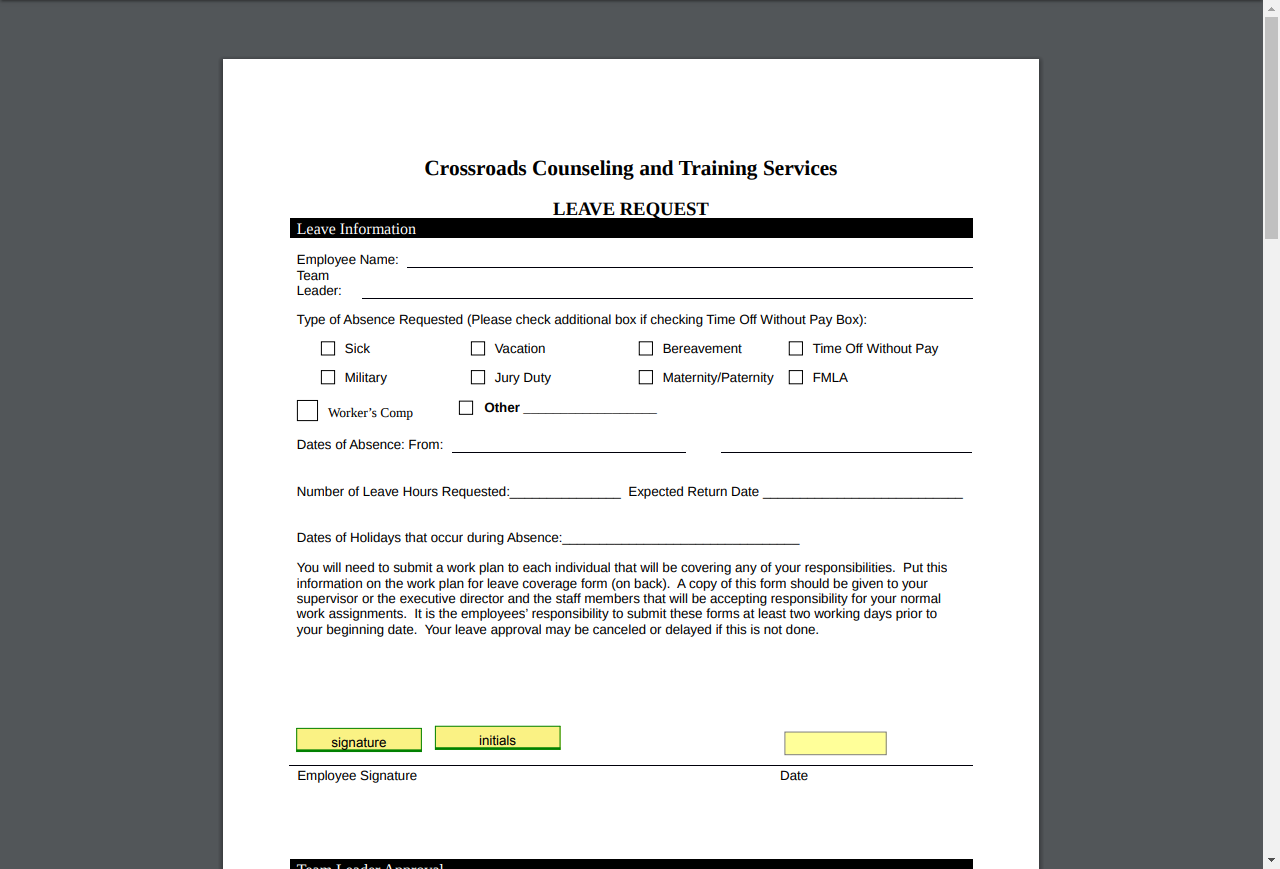 Crossroads Counseling and Training Services
LEAVE REQUEST
Leave Information
Employee Name:
Team
Leader:
Type of Absence Requested (Please check additional box if checking Time Off Without Pay Box):
Sick Vacation Bereavement Time Off Without Pay
Military Jury Duty Maternity/Paternity FMLA
Worker’s Comp Other __________________
Dates of Absence: From:
Number of Leave Hours Requested:_______________ Expected Return Date ___________________________
Dates of Holidays that occur during Absence:________________________________
You will need to submit a work plan to each individual that will be covering any of your responsibilities. Put this
information on the work plan for leave coverage form (on back). A copy of this form should be given to your
supervisor or the executive director and the staff members that will be accepting responsibility for your normal
work assignments. It is the employees’ responsibility to submit these forms at least two working days prior to
your beginning date. Your leave approval may be canceled or delayed if this is not done.
signature initials
Employee Signature Date
Team Leader Approval